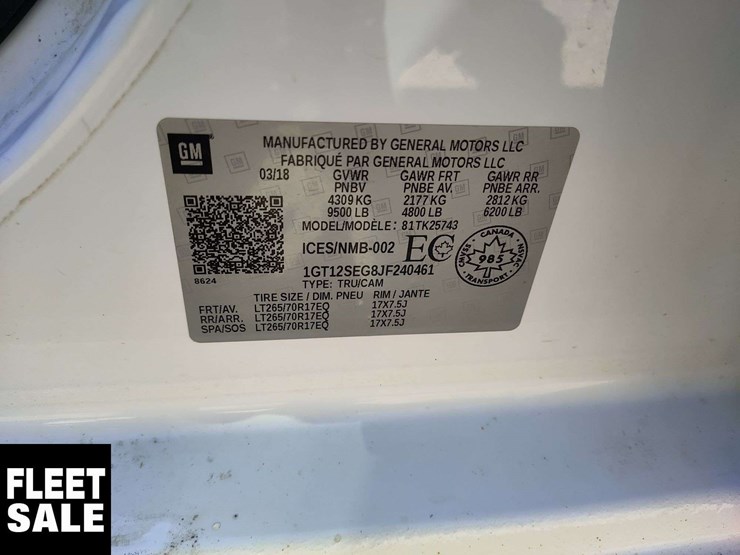 GM
MANUFACTURED BY GENERAL MOTORS LLC
FABRIQUÉ PAR GENERAL MOTORS LLC
03/18 GVWR GAWR FRT GAWR RR
PNBV PNBE AV. PNBE ARR.
4309 KG 2177 KG 2812 KG
9500 LB 4800 LB 6200 LB
MODEL/MODÈLE: 81TK25743
ICES/NMB-002 EC
CANADA
985
NSVAC
TRANSPORT
CNVSV
1GT12SEG8JF240461
8624
TYPE: TRU/CAM
TIRE SIZE / DIM. PNEU RIM / JANTE
FRT/AV. LT265/70R17EQ 17X7.5J
RR/ARR. LT265/70R17EQ 17X7.5J
SPA/SOS LT265/70R17EQ 17X7.5J
FLEET
SALE